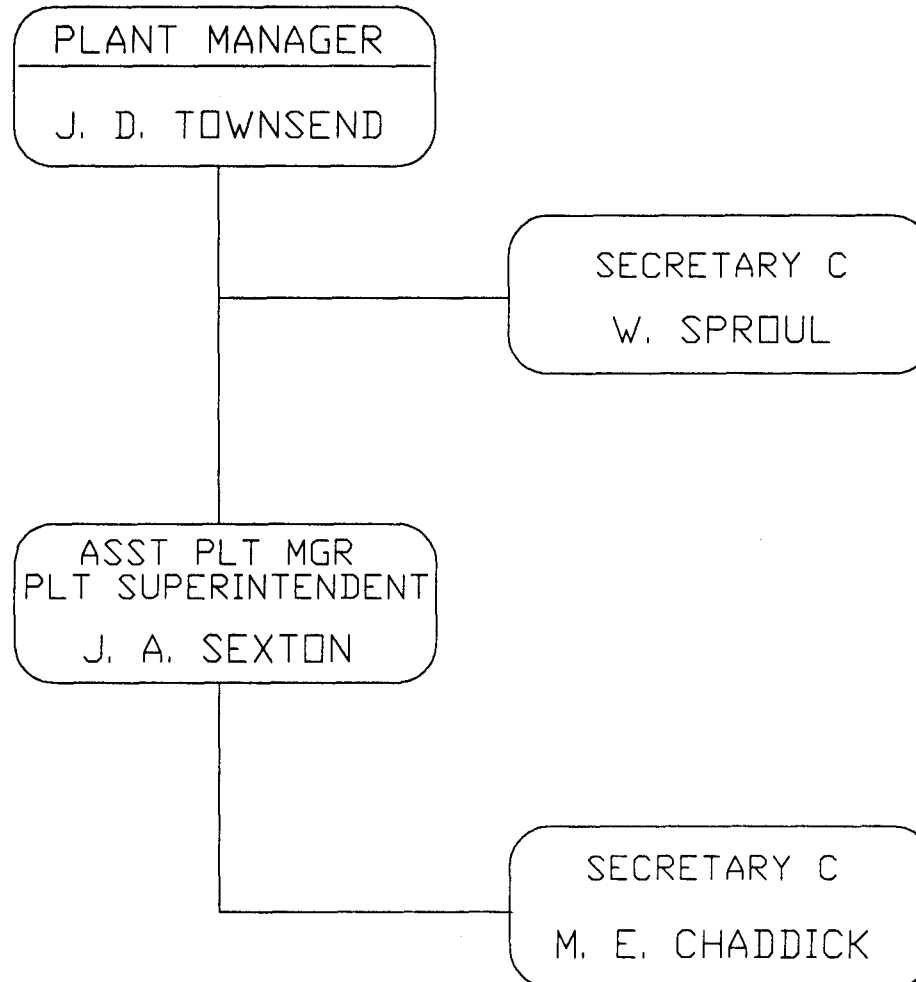 PLANT MANAGER
J. D. TOWNSEND
SECRETARY C
W. SPROUL
ASST PLT MGR
PLT SUPERINTENDENT
J. A. SEXTON
SECRETARY C
M. E. CHADDICK